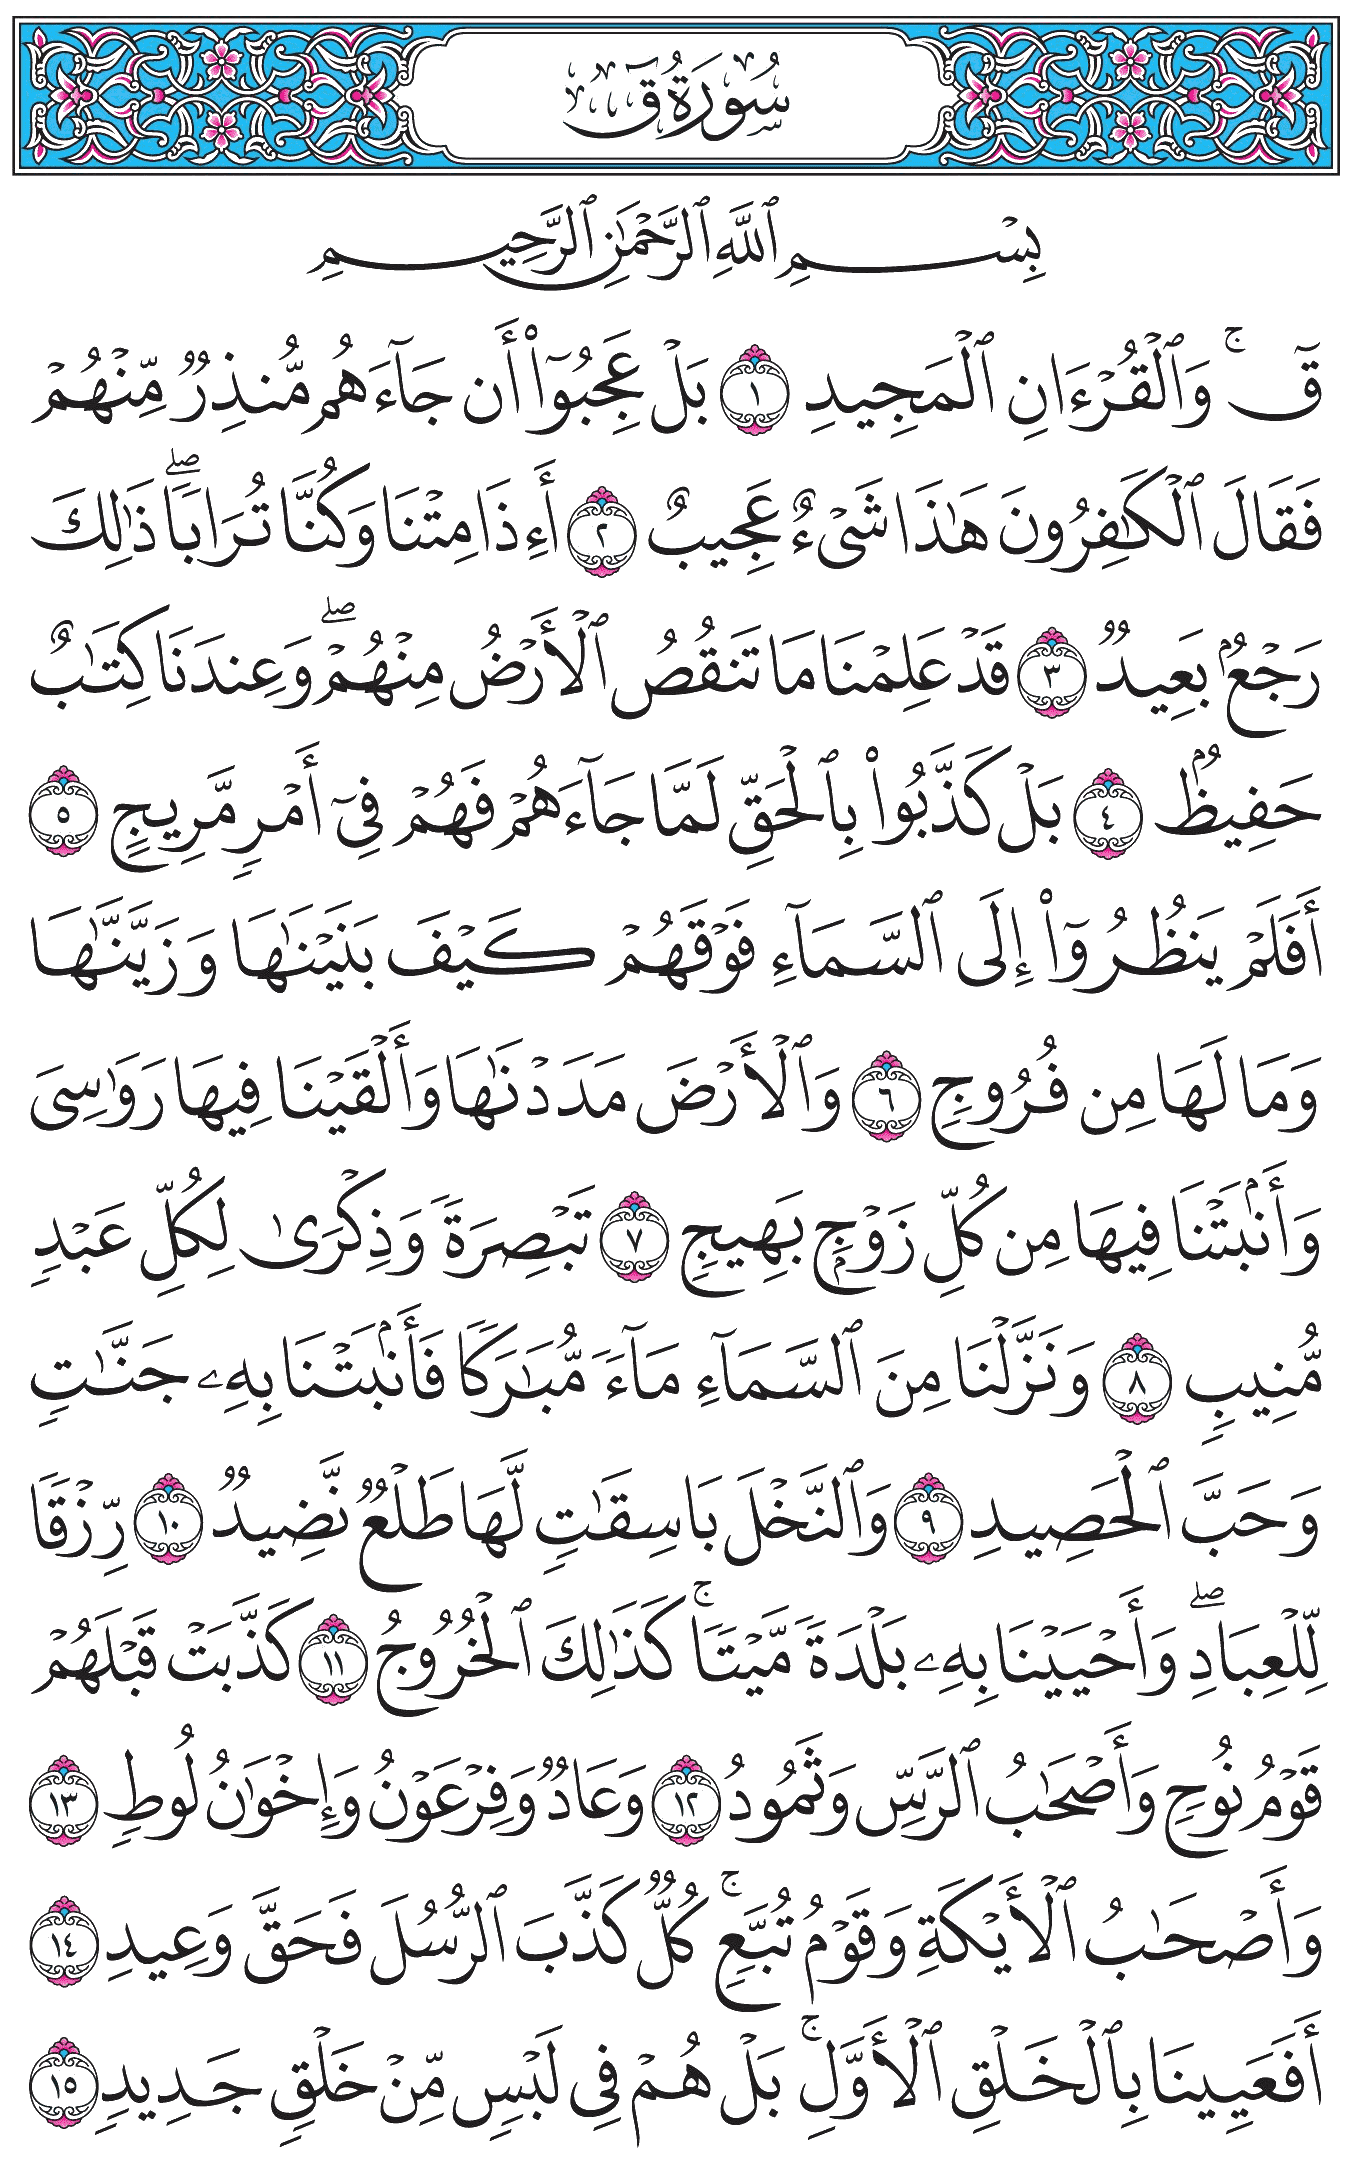 سُورَةُ قٓ
بِسْمِ ٱللَّهِ ٱلرَّحْمَٰنِ ٱلرَّحِيمِ
قٓۚ وَٱلْقُرْءَانِ ٱلْمَجِيدِ ١ بَلْ عَجِبُوٓا۟ أَن جَآءَهُم مُّنذِرٌ مِّنْهُمْ
فَقَالَ ٱلْكَٰفِرُونَ هَٰذَا شَىْءٌ عَجِيبٌ ٢ أَءِذَا مِتْنَا وَكُنَّا تُرَابًاۖ ذَٰلِكَ
رَجْعٌۢ بَعِيدٌ ٣ قَدْ عَلِمْنَا مَا تَنقُصُ ٱلْأَرْضُ مِنْهُمْۖ وَعِندَنَا كِتَٰبٌ
حَفِيظٌۢ ٤ بَلْ كَذَّبُوا۟ بِٱلْحَقِّ لَمَّا جَآءَهُمْ فَهُمْ فِىٓ أَمْرٍ مَّرِيجٍ ٥
أَفَلَمْ يَنظُرُوٓا۟ إِلَى ٱلسَّمَآءِ فَوْقَهُمْ كَيْفَ بَنَيْنَٰهَا وَزَيَّنَّٰهَا
وَمَا لَهَا مِن فُرُوجٍ ٦ وَٱلْأَرْضَ مَدَدْنَٰهَا وَأَلْقَيْنَا فِيهَا رَوَٰسِىَ
وَأَنۢبَتْنَا فِيهَا مِن كُلِّ زَوْجٍۭ بَهِيجٍ ٧ تَبْصِرَةً وَذِكْرَىٰ لِكُلِّ عَبْدٍ
مُّنِيبٍ ٨ وَنَزَّلْنَا مِنَ ٱلسَّمَآءِ مَآءً مُّبَٰرَكًا فَأَنۢبَتْنَا بِهِۦ جَنَّٰتٍ
وَحَبَّ ٱلْحَصِيدِ ٩ وَٱلنَّخْلَ بَاسِقَٰتٍ لَّهَا طَلْعٌ نَّضِيدٌ ١٠ رِّزْقًا
لِّلْعِبَادِۖ وَأَحْيَيْنَا بِهِۦ بَلْدَةً مَّيْتًاۚ كَذَٰلِكَ ٱلْخُرُوجُ ١١ كَذَّبَتْ قَبْلَهُمْ
قَوْمُ نُوحٍ وَأَصْحَٰبُ ٱلرَّسِّ وَثَمُودُ ١٢ وَعَادٌ وَفِرْعَوْنُ وَإِخْوَٰنُ لُوطٍ ١٣
وَأَصْحَٰبُ ٱلْأَيْكَةِ وَقَوْمُ تُبَّعٍۚ كُلٌّ كَذَّبَ ٱلرُّسُلَ فَحَقَّ وَعِيدِ ١٤
أَفَعَيِينَا بِٱلْخَلْقِ ٱلْأَوَّلِۚ بَلْ هُمْ فِى لَبْسٍ مِّنْ خَلْقٍ جَدِيدٍ ١٥